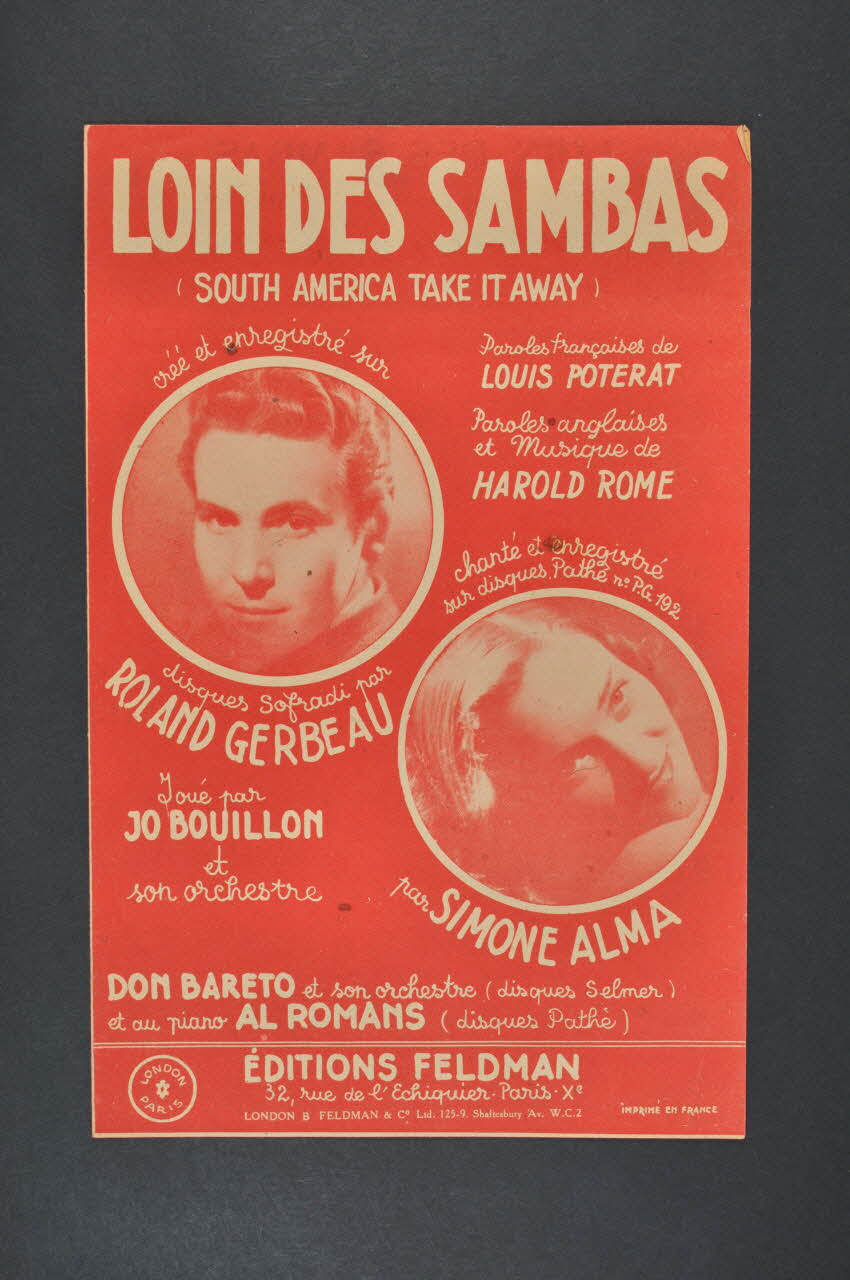 LOIN DES SAMBAS
( SOUTH AMERICA TAKE IT AWAY )
créé et enregistré sur
disques Sofradi par
ROLAND GERBEAU
Paroles françaises de
LOUIS POTERAT
Paroles anglaises
et Musique de
HAROLD ROME
chanté et enregistré
sur disques Pathé nº P.G. 192
par SIMONE ALMA
Joué par
JO BOUILLON
et
son orchestre
DON BARETO et son orchestre ( disques Selmer )
et au piano AL ROMANS ( disques Pathé )
LONDON
PARIS
ÉDITIONS FELDMAN
32, rue de l'Echiquier - Paris - Xe
LONDON B FELDMAN & Cº Ltd. 125-9. Shaftesbury Av. W.C.2
IMPRIMÉ EN FRANCE